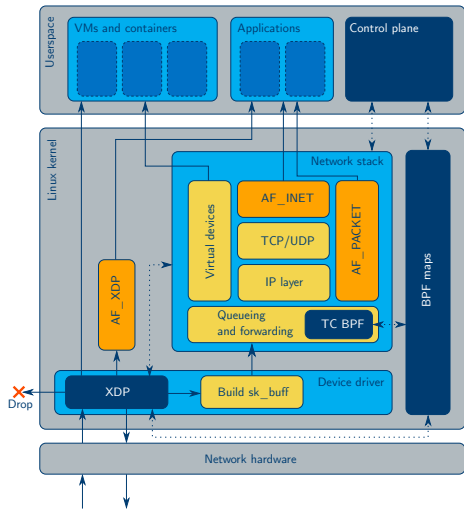 Userspace
VMs and containers
Applications
Control plane
Linux kernel
Network stack
Virtual devices
AF_INET
AF_PACKET
TCP/UDP
IP layer
AF_XDP
BPF maps
Queueing
and forwarding
TC BPF
Device driver
XDP
Build sk_buff
Drop
Network hardware